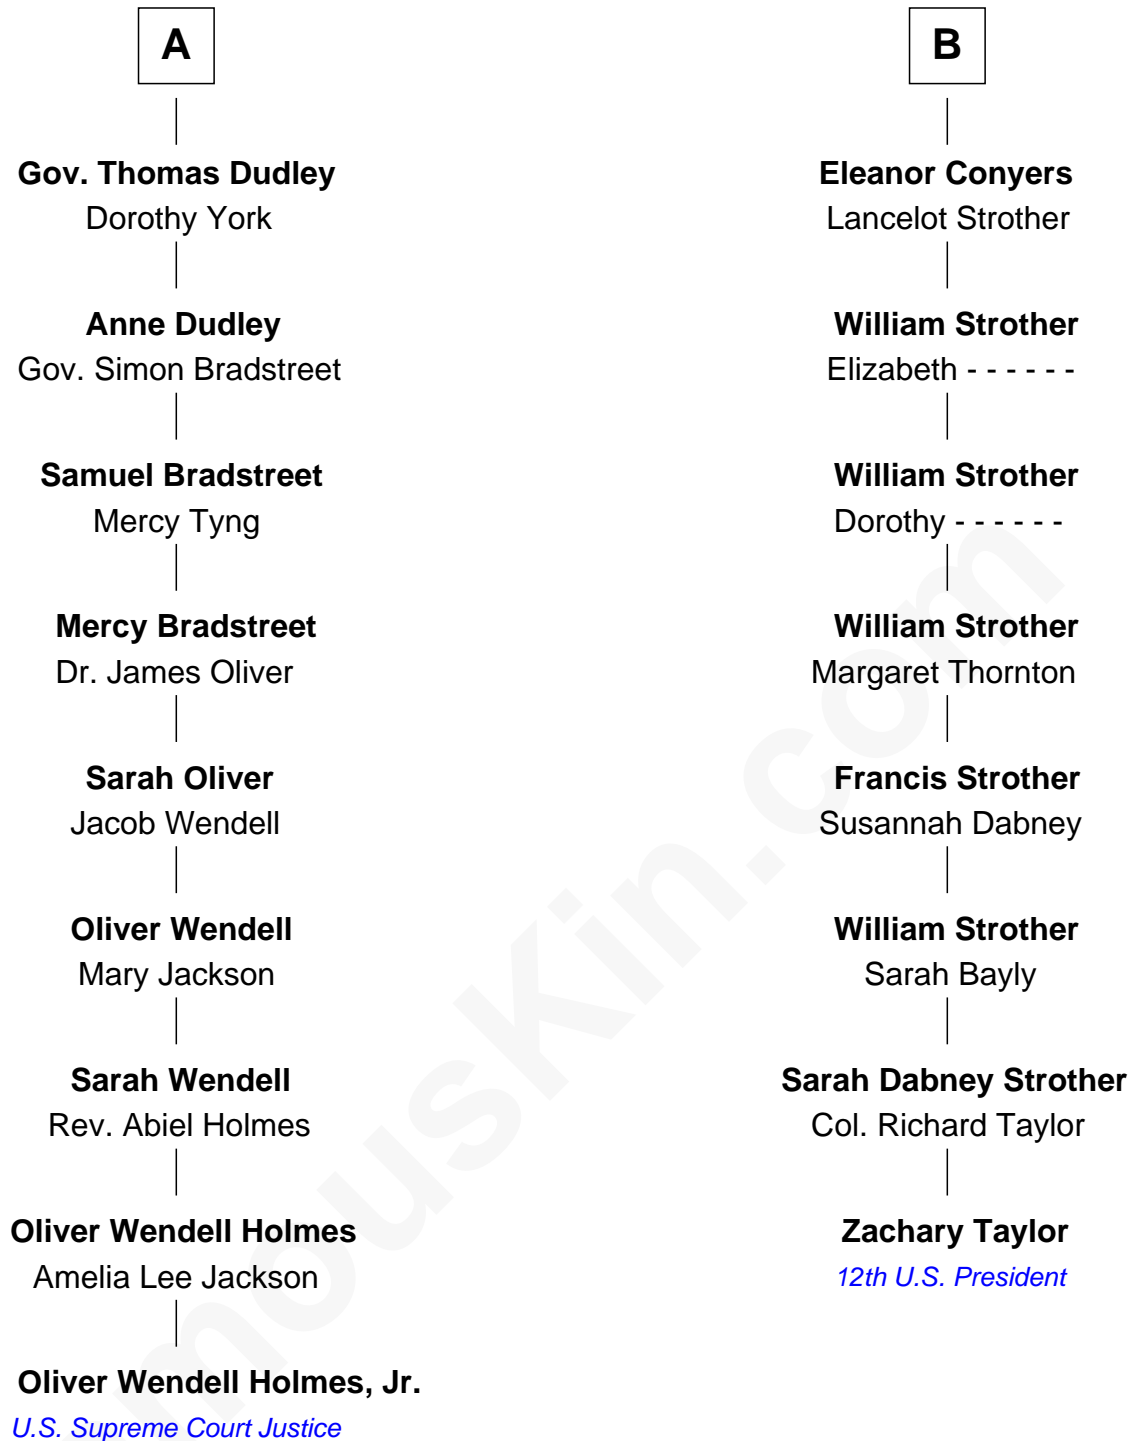 A
B
Gov. Thomas Dudley
Dorothy York
Eleanor Conyers
Lancelot Strother
Anne Dudley
Gov. Simon Bradstreet
William Strother
Elizabeth - - - - - -
Samuel Bradstreet
Mercy Tyng
William Strother
Dorothy - - - - - -
Mercy Bradstreet
Dr. James Oliver
William Strother
Margaret Thornton
Sarah Oliver
Jacob Wendell
Francis Strother
Susannah Dabney
Oliver Wendell
Mary Jackson
William Strother
Sarah Bayly
Sarah Wendell
Rev. Abiel Holmes
Sarah Dabney Strother
Col. Richard Taylor
Oliver Wendell Holmes
Amelia Lee Jackson
Zachary Taylor
12th U.S. President
Oliver Wendell Holmes, Jr.
U.S. Supreme Court Justice
mousKin.com